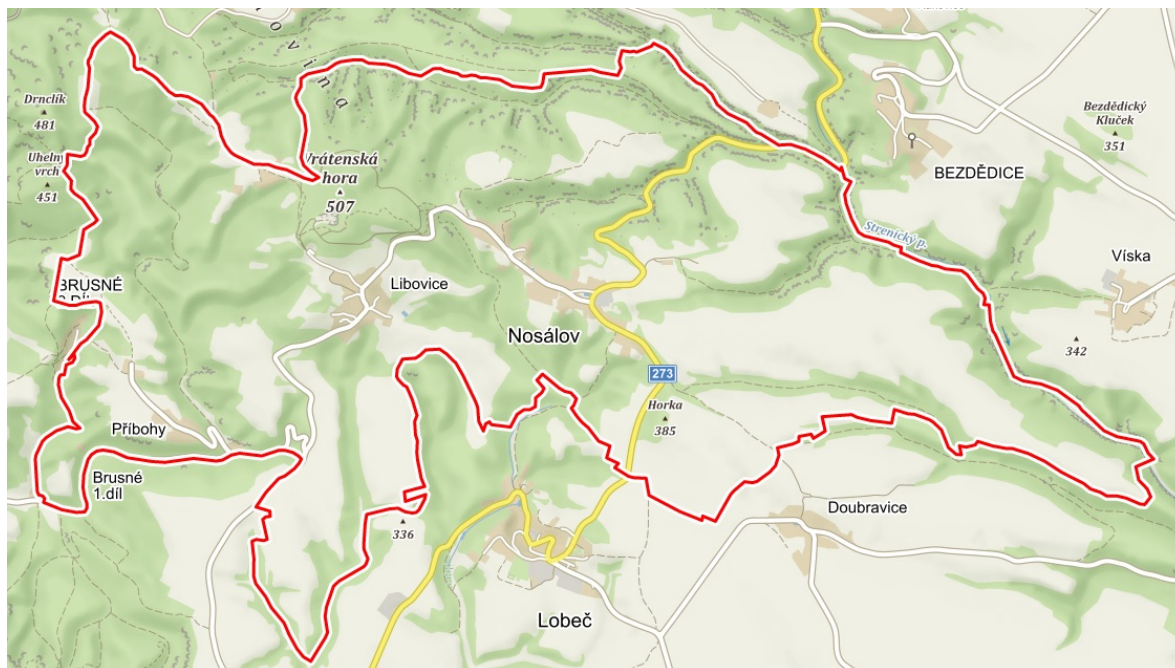 o v i n a
Drnclík
481
Uhelný
vrch
451
Vrátenská
hora
507
Bezdědický
Kluček
351
BEZDĚDICE
Strenický p.
Víska
342
BRUSNÉ
Libovice
Nosálov
273
Horka
385
Příbohy
Brusné
1.díl
336
Doubravice
Lobeč